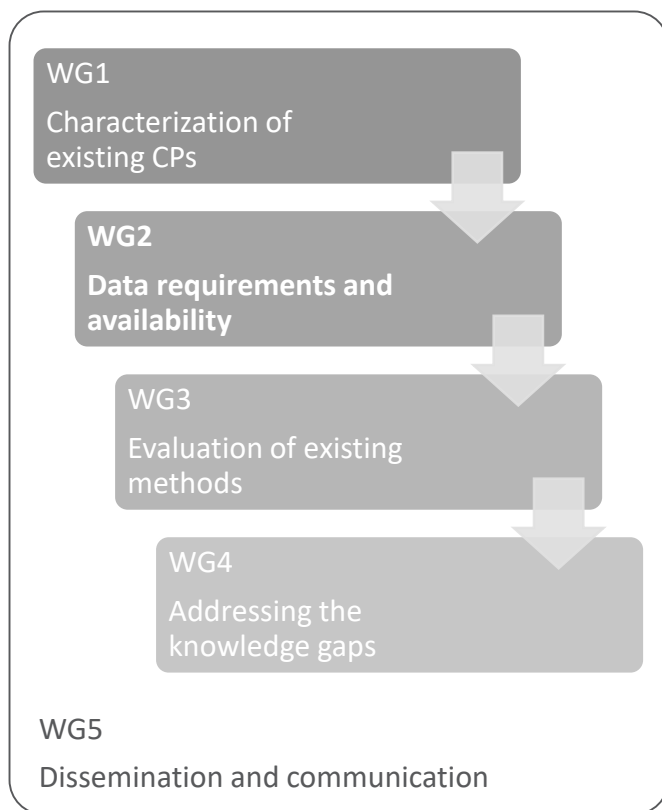 WG1
Characterization of
existing CPs
WG2
Data requirements and
availability
WG3
Evaluation of existing
methods
WG4
Addressing the
knowledge gaps
WG5
Dissemination and communication